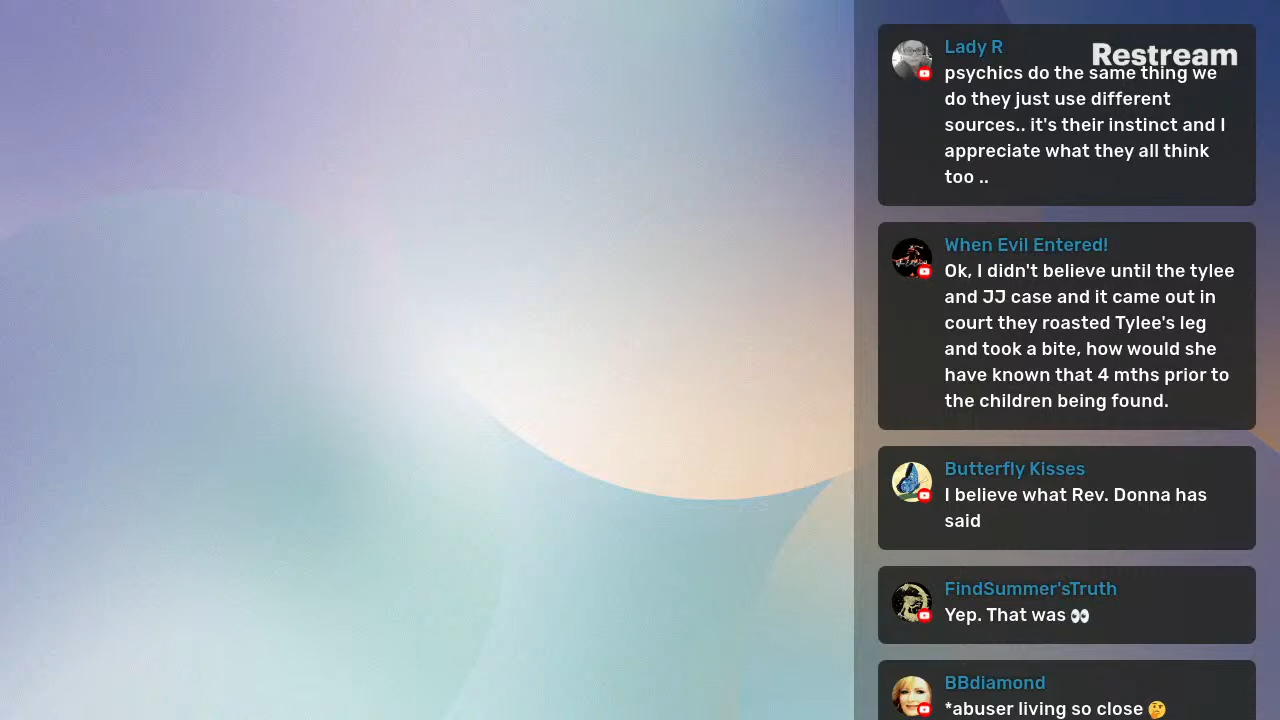 Lady R
Restream
psychics do the same thing we
do they just use different
sources.. it's their instinct and I
appreciate what they all think
too ..
When Evil Entered!
Ok, I didn't believe until the tylee
and JJ case and it came out in
court they roasted Tylee's leg
and took a bite, how would she
have known that 4 mths prior to
the children being found.
Butterfly Kisses
I believe what Rev. Donna has
said
FindSummer'sTruth
Yep. That was 👀
BBdiamond
*abuser living so close 🤔